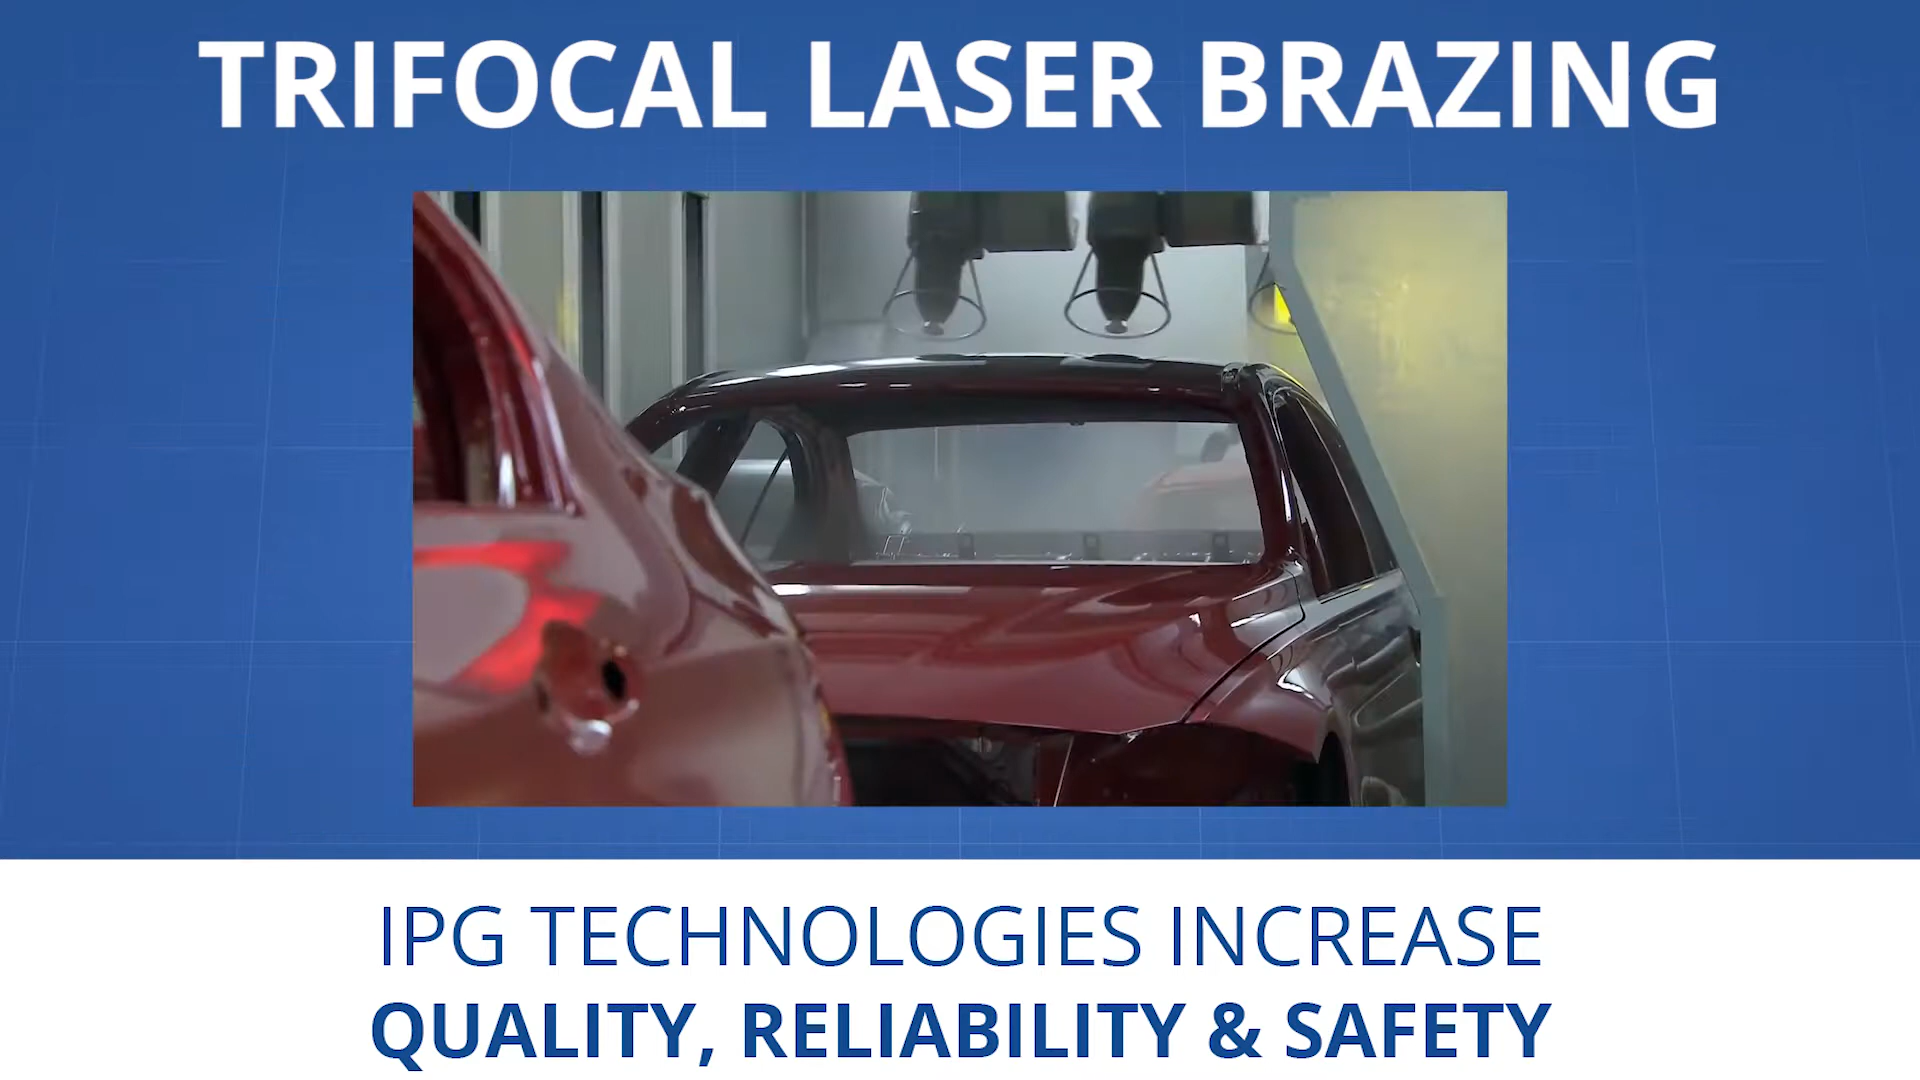 TRIFOCAL LASER BRAZING
IPG TECHNOLOGIES INCREASE
QUALITY, RELIABILITY & SAFETY